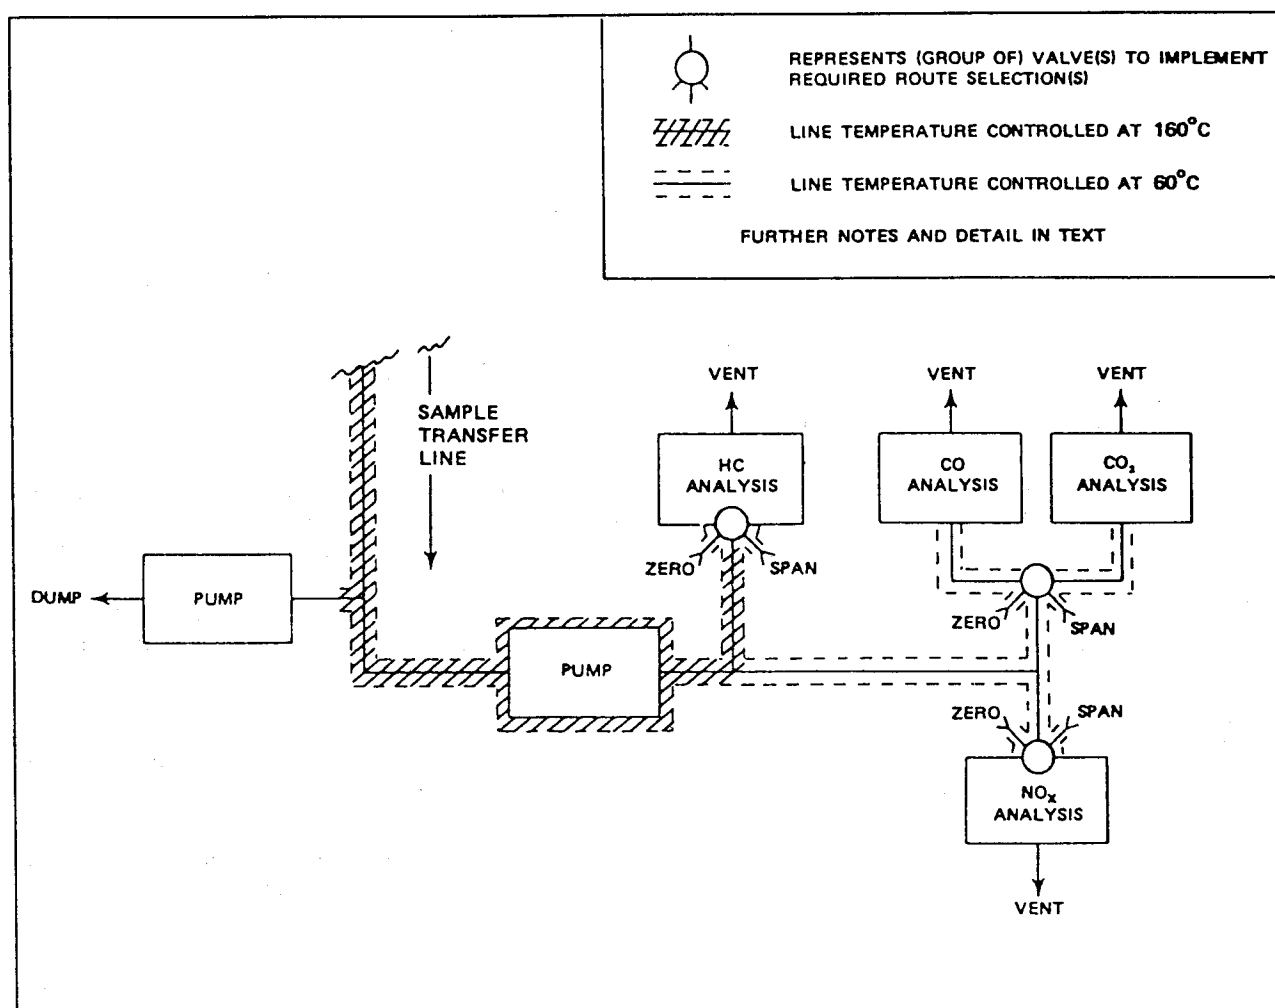 REPRESENTS (GROUP OF) VALVE(S) TO IMPLEMENT
REQUIRED ROUTE SELECTION(S)
LINE TEMPERATURE CONTROLLED AT 160°C
LINE TEMPERATURE CONTROLLED AT 60°C
FURTHER NOTES AND DETAIL IN TEXT
SAMPLE
TRANSFER
LINE
VENT
VENT
VENT
HC
ANALYSIS
CO
ANALYSIS
CO₂
ANALYSIS
ZERO
SPAN
DUMP
PUMP
ZERO
SPAN
PUMP
ZERO
SPAN
NOₓ
ANALYSIS
VENT